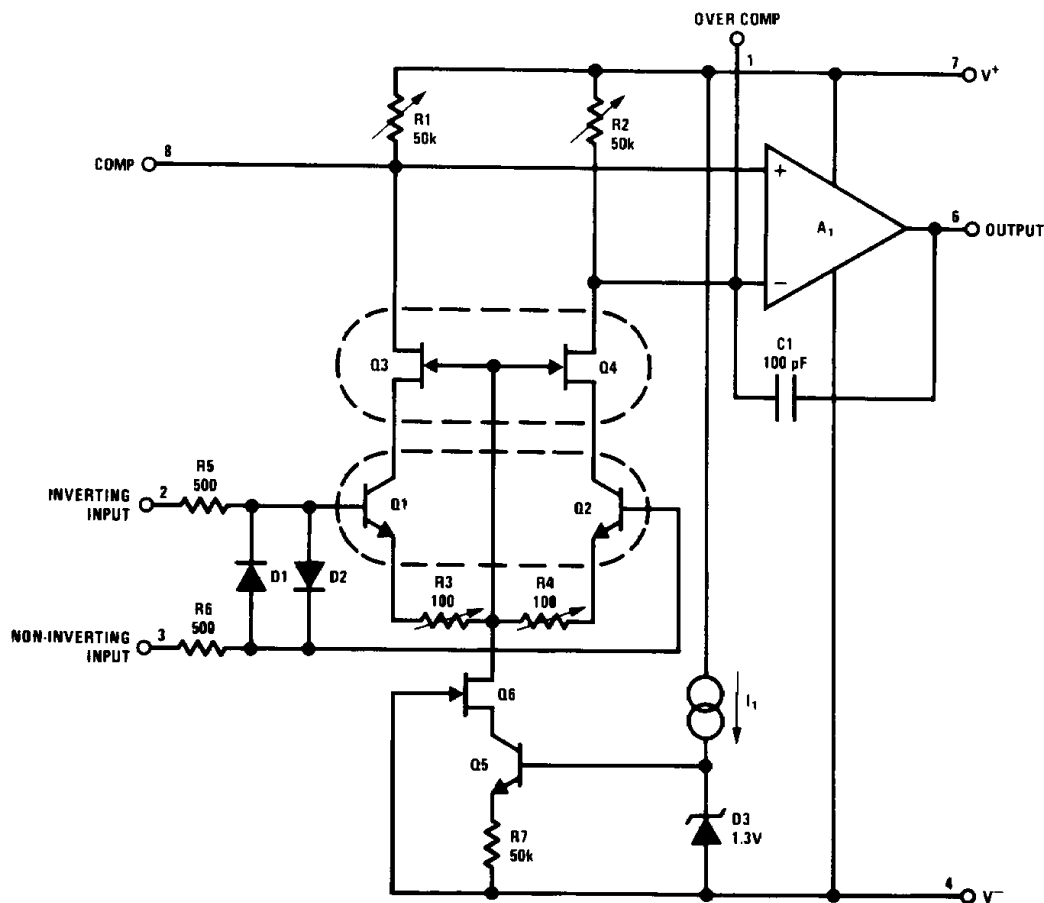 OVER COMP
1
7
V+
R1
50k
R2
50k
8
COMP
+
A1
6
OUTPUT
−
C1
100 pF
Q3
Q4
R5
500
INVERTING
INPUT
2
Q1
Q2
D1
D2
R3
100
R4
100
R6
500
NON-INVERTING
INPUT
3
Q6
I1
Q5
D3
1.3V
R7
50k
4
V−